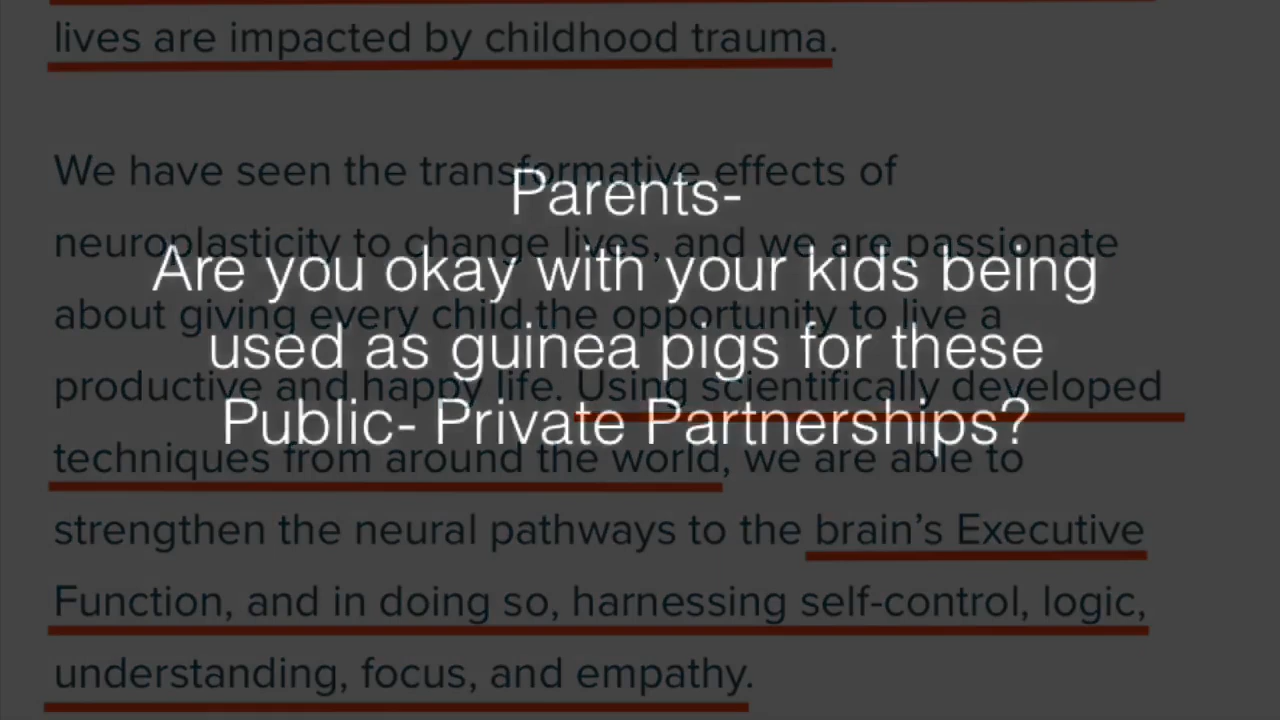 lives are impacted by childhood trauma.
We have seen the transformative effects of
Parents-
neuroplasticity to change lives, and we are passionate
Are you okay with your kids being
about giving every child the opportunity to live a
used as guinea pigs for these
productive and happy life. Using scientifically developed
Public- Private Partnerships?
techniques from around the world, we are able to
strengthen the neural pathways to the brain’s Executive
Function, and in doing so, harnessing self-control, logic,
understanding, focus, and empathy.